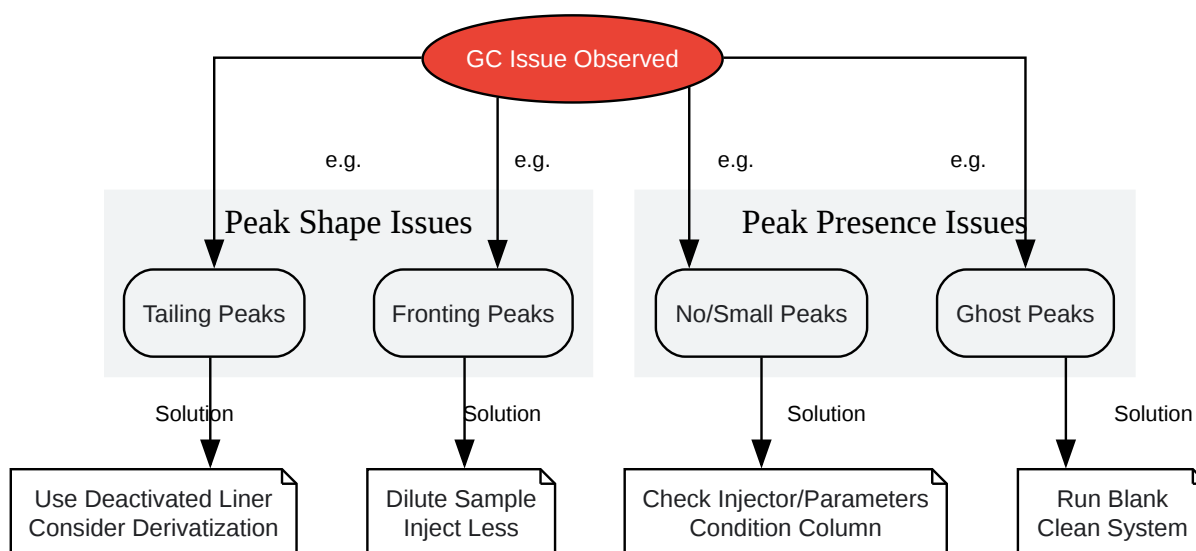 GC Issue Observed
e.g.
e.g.
e.g.
e.g.
Peak Shape Issues
Peak Presence Issues
Tailing Peaks
Fronting Peaks
No/Small Peaks
Ghost Peaks
Solution
Solution
Solution
Solution
Use Deactivated Liner
Consider Derivatization
Dilute Sample
Inject Less
Check Injector/Parameters
Condition Column
Run Blank
Clean System